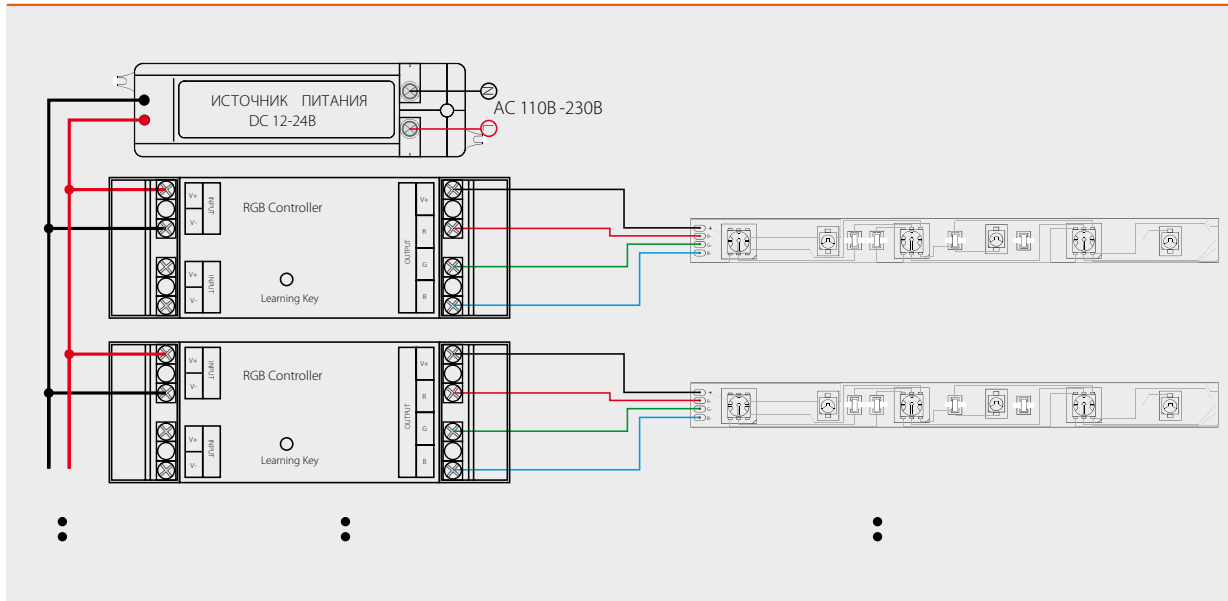 ИСТОЧНИК ПИТАНИЯ
DC 12-24В
N
L
АС 110В -230В
V+
V-
INPUT
RGB Controller
OUTPUT
V+
R
G
B
V+
V-
INPUT
Learning Key
+
R-
G-
B-
V+
V-
INPUT
RGB Controller
OUTPUT
V+
R
G
B
V+
V-
INPUT
Learning Key
+
R-
G-
B-